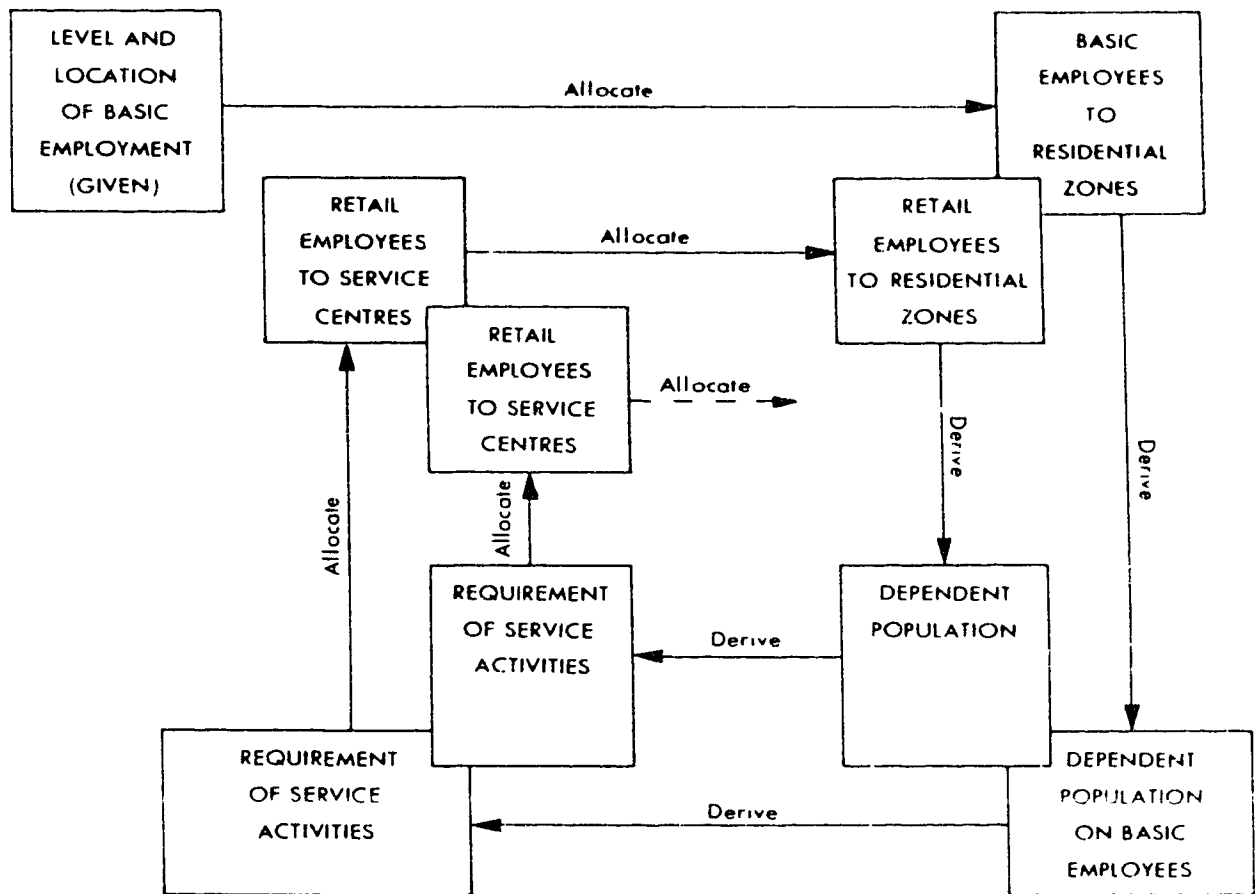 LEVEL AND
LOCATION
OF BASIC
EMPLOYMENT
(GIVEN)
Allocate
BASIC
EMPLOYEES
TO
RESIDENTIAL
ZONES
RETAIL
EMPLOYEES
TO SERVICE
CENTRES
Allocate
RETAIL
EMPLOYEES
TO RESIDENTIAL
ZONES
RETAIL
EMPLOYEES
TO SERVICE
CENTRES
Allocate
Derive
Derive
Allocate
Allocate
REQUIREMENT
OF SERVICE
ACTIVITIES
Derive
DEPENDENT
POPULATION
REQUIREMENT
OF SERVICE
ACTIVITIES
Derive
DEPENDENT
POPULATION
ON BASIC
EMPLOYEES